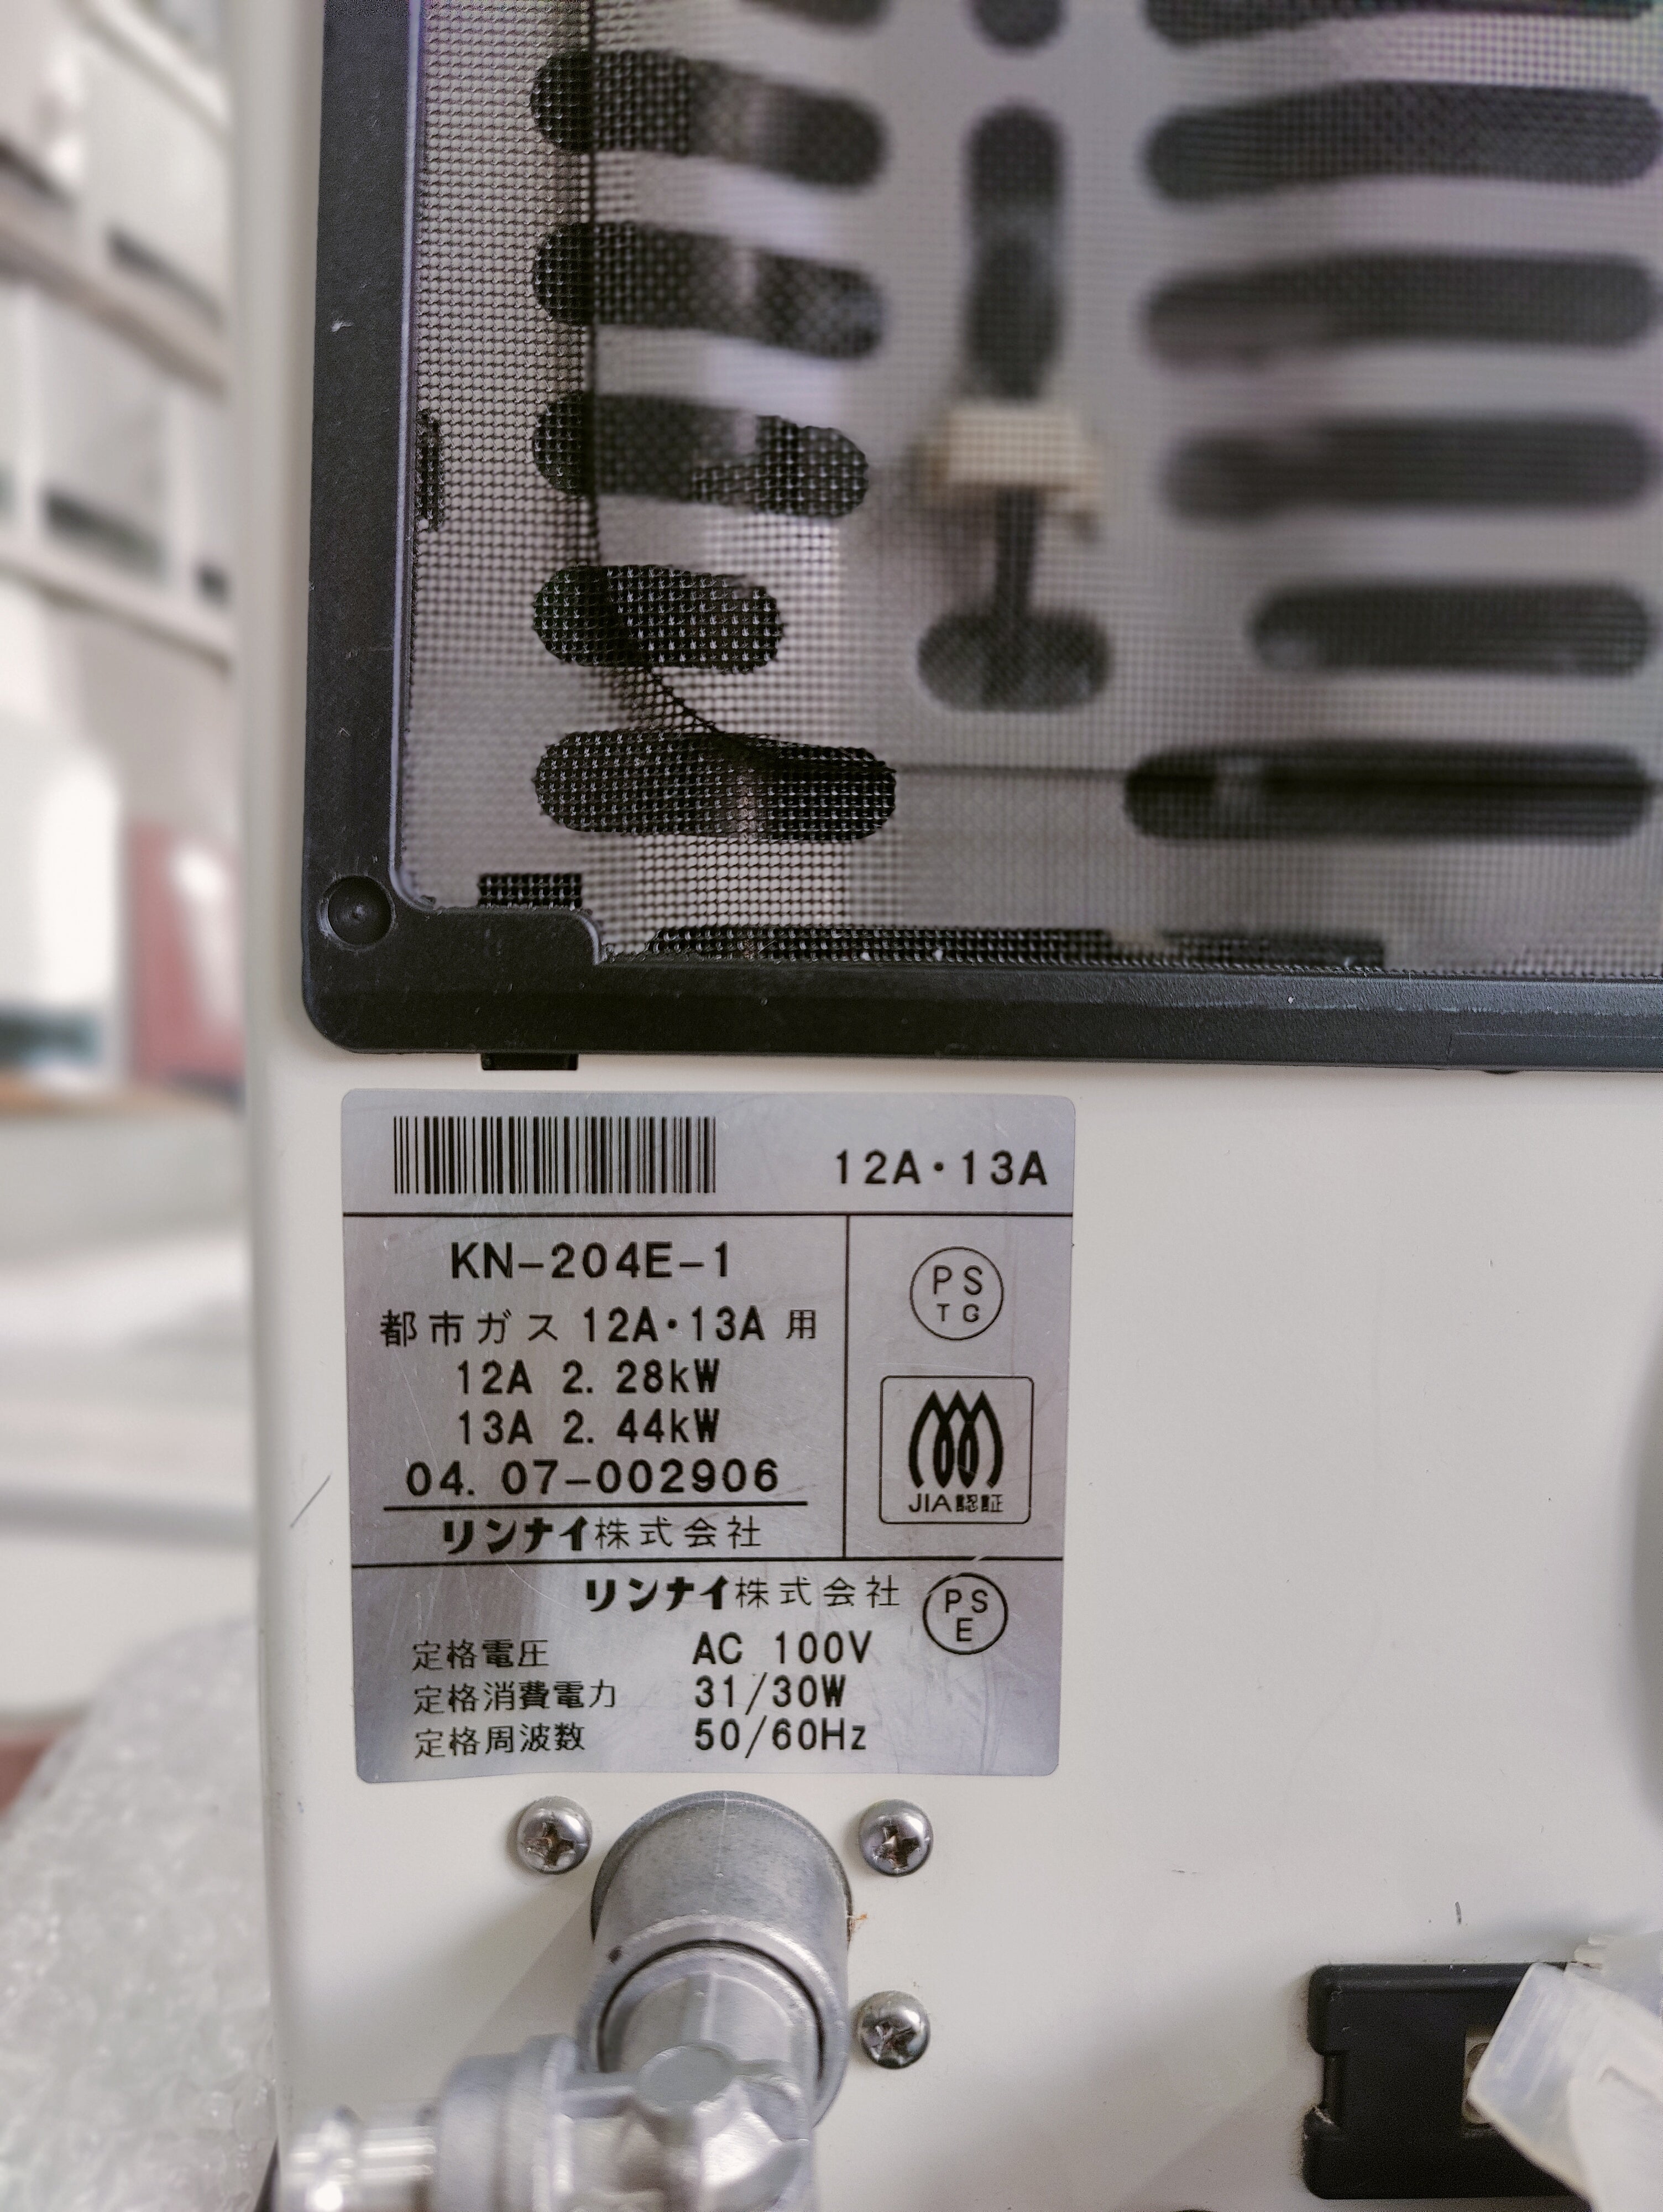 12A・13A
KN-204E-1
都市ガス 12A・13A 用
12A 2. 28kW
13A 2. 44kW
04. 07-002906
リンナイ株式会社
PS
TG
JIA認証
リンナイ株式会社
PS
E
定格電圧 AC 100V
定格消費電力 31/30W
定格周波数 50/60Hz